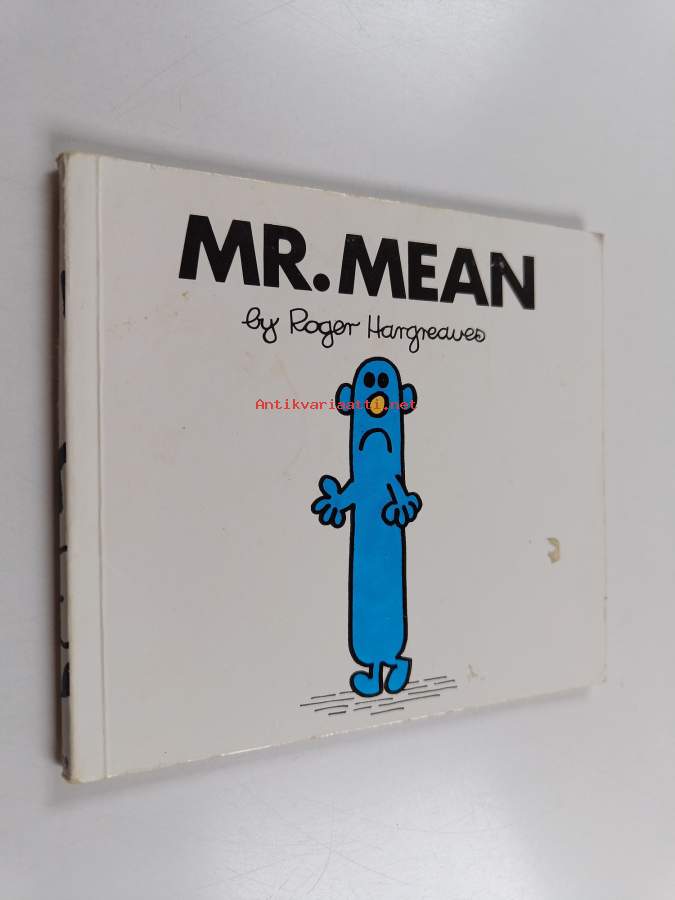 MR. MEAN
by Roger Hargreaves
Antikvariaatti.net